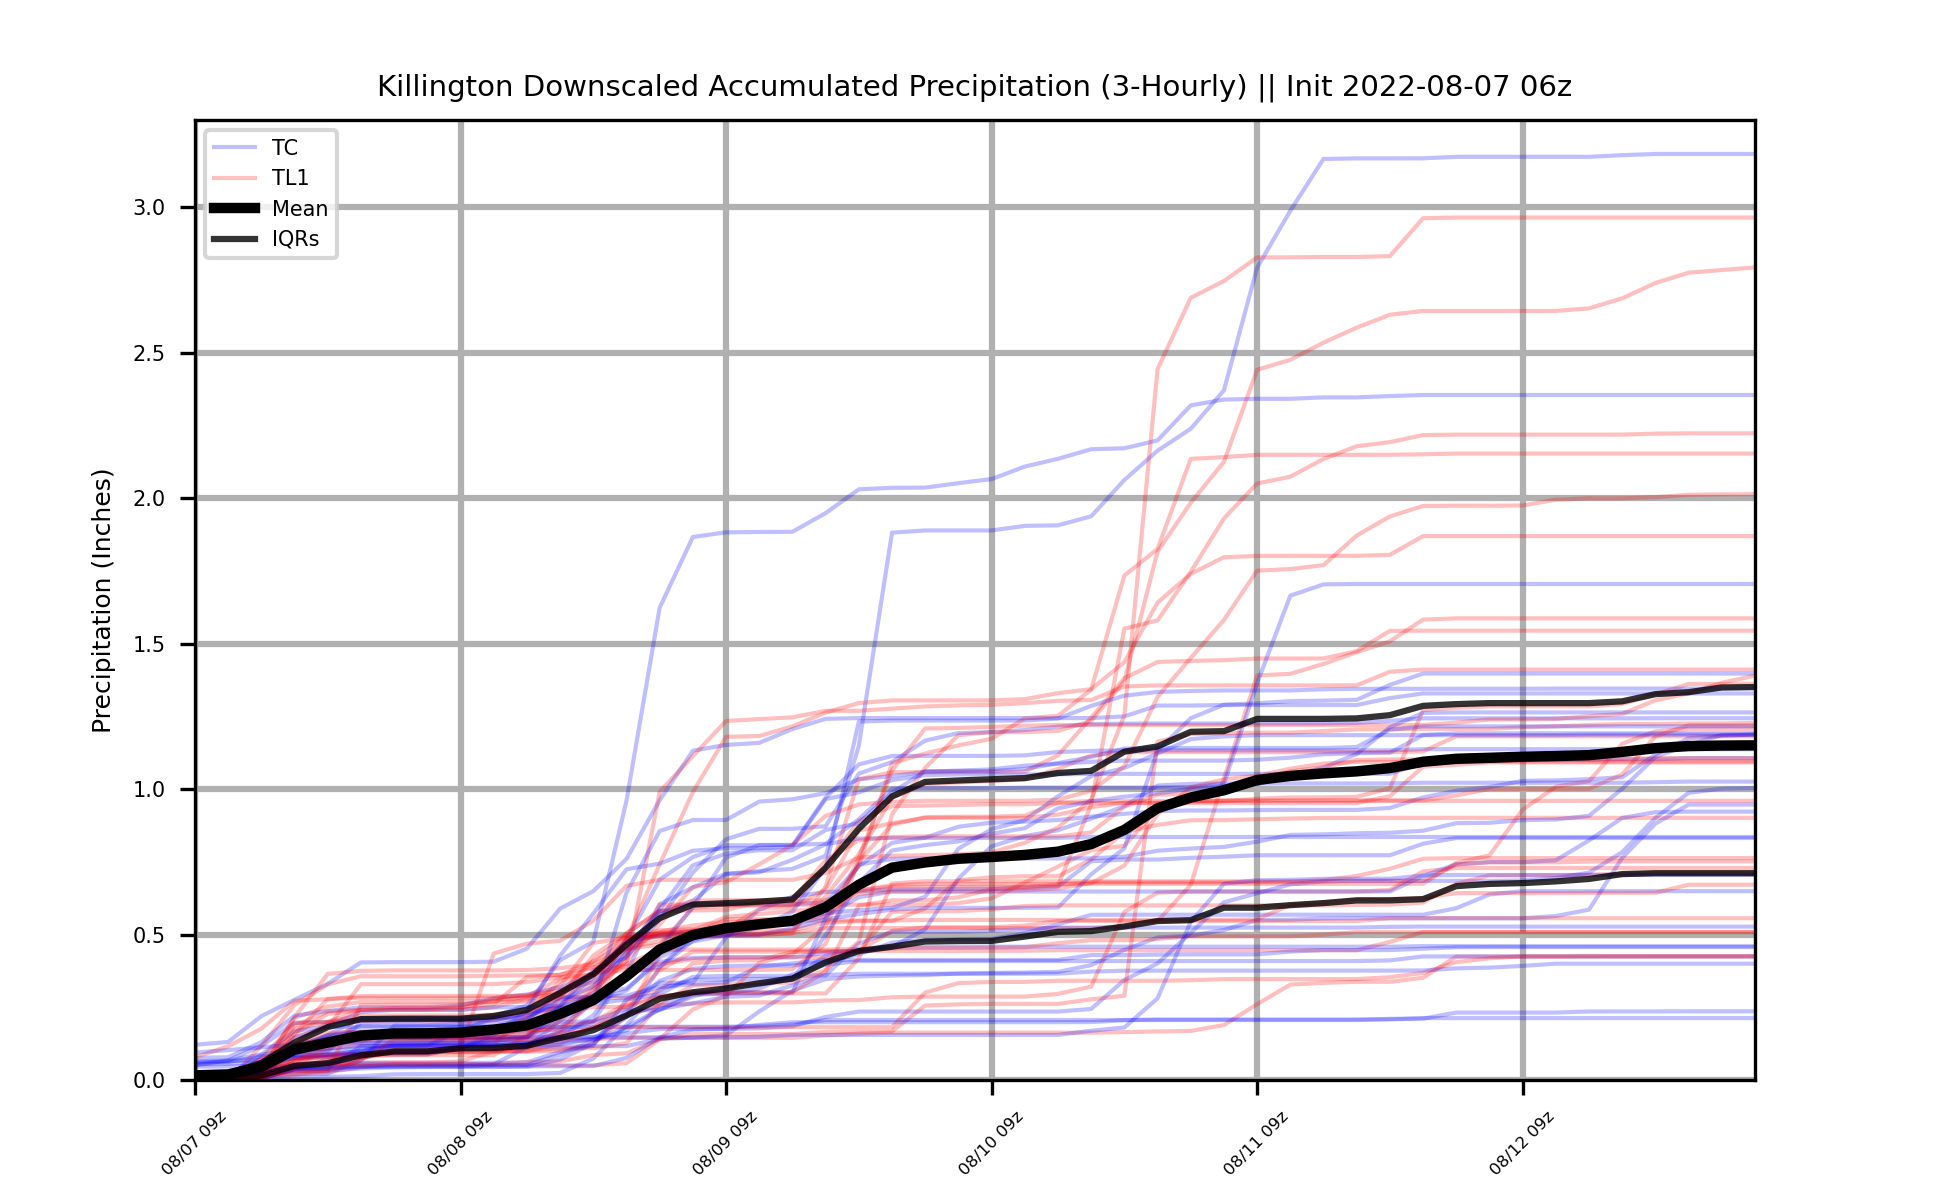 Killington Downscaled Accumulated Precipitation (3-Hourly) || Init 2022-08-07 06z
TC
TL1
Mean
IQRs
Precipitation (Inches)
3.0
2.5
2.0
1.5
1.0
0.5
0.0
08/07 09z
08/08 09z
08/09 09z
08/10 09z
08/11 09z
08/12 09z